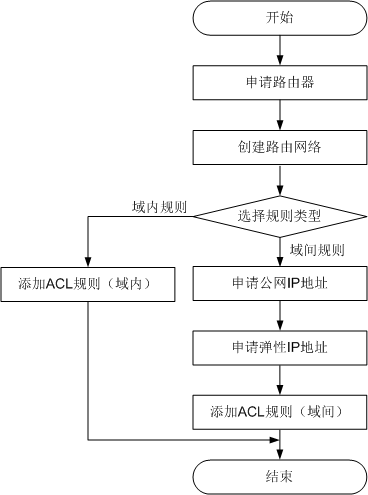 开始
申请路由器
创建路由网络
选择规则类型
域内规则
域间规则
添加ACL规则（域内）
申请公网IP地址
申请弹性IP地址
添加ACL规则（域间）
结束